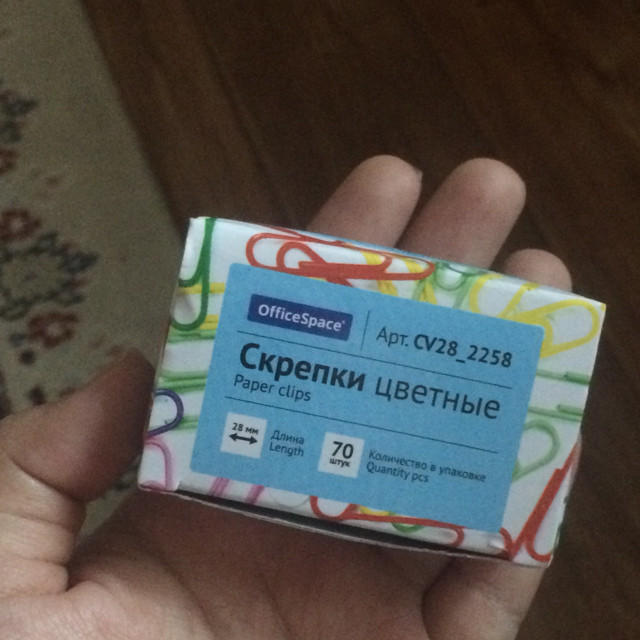 OfficeSpace®
Арт. CV28_2258
Скрепки цветные
Paper clips
28 мм
Длина
Length
70
штук
Количество в упаковке
Quantity pcs